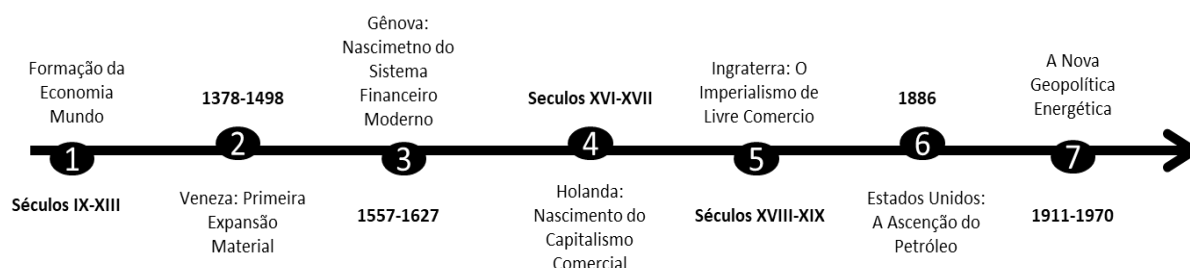 Formação da
Economia
Mundo
1
Séculos IX-XIII
1378-1498
2
Veneza: Primeira
Expansão
Material
Gênova:
Nascimetno do
Sistema
Financeiro
Moderno
3
1557-1627
Seculos XVI-XVII
4
Holanda:
Nascimento do
Capitalismo
Comercial
Ingraterra: O
Imperialismo de
Livre Comercio
5
Séculos XVIII-XIX
1886
6
Estados Unidos:
A Ascenção do
Petróleo
A Nova
Geopolítica
Energética
7
1911-1970